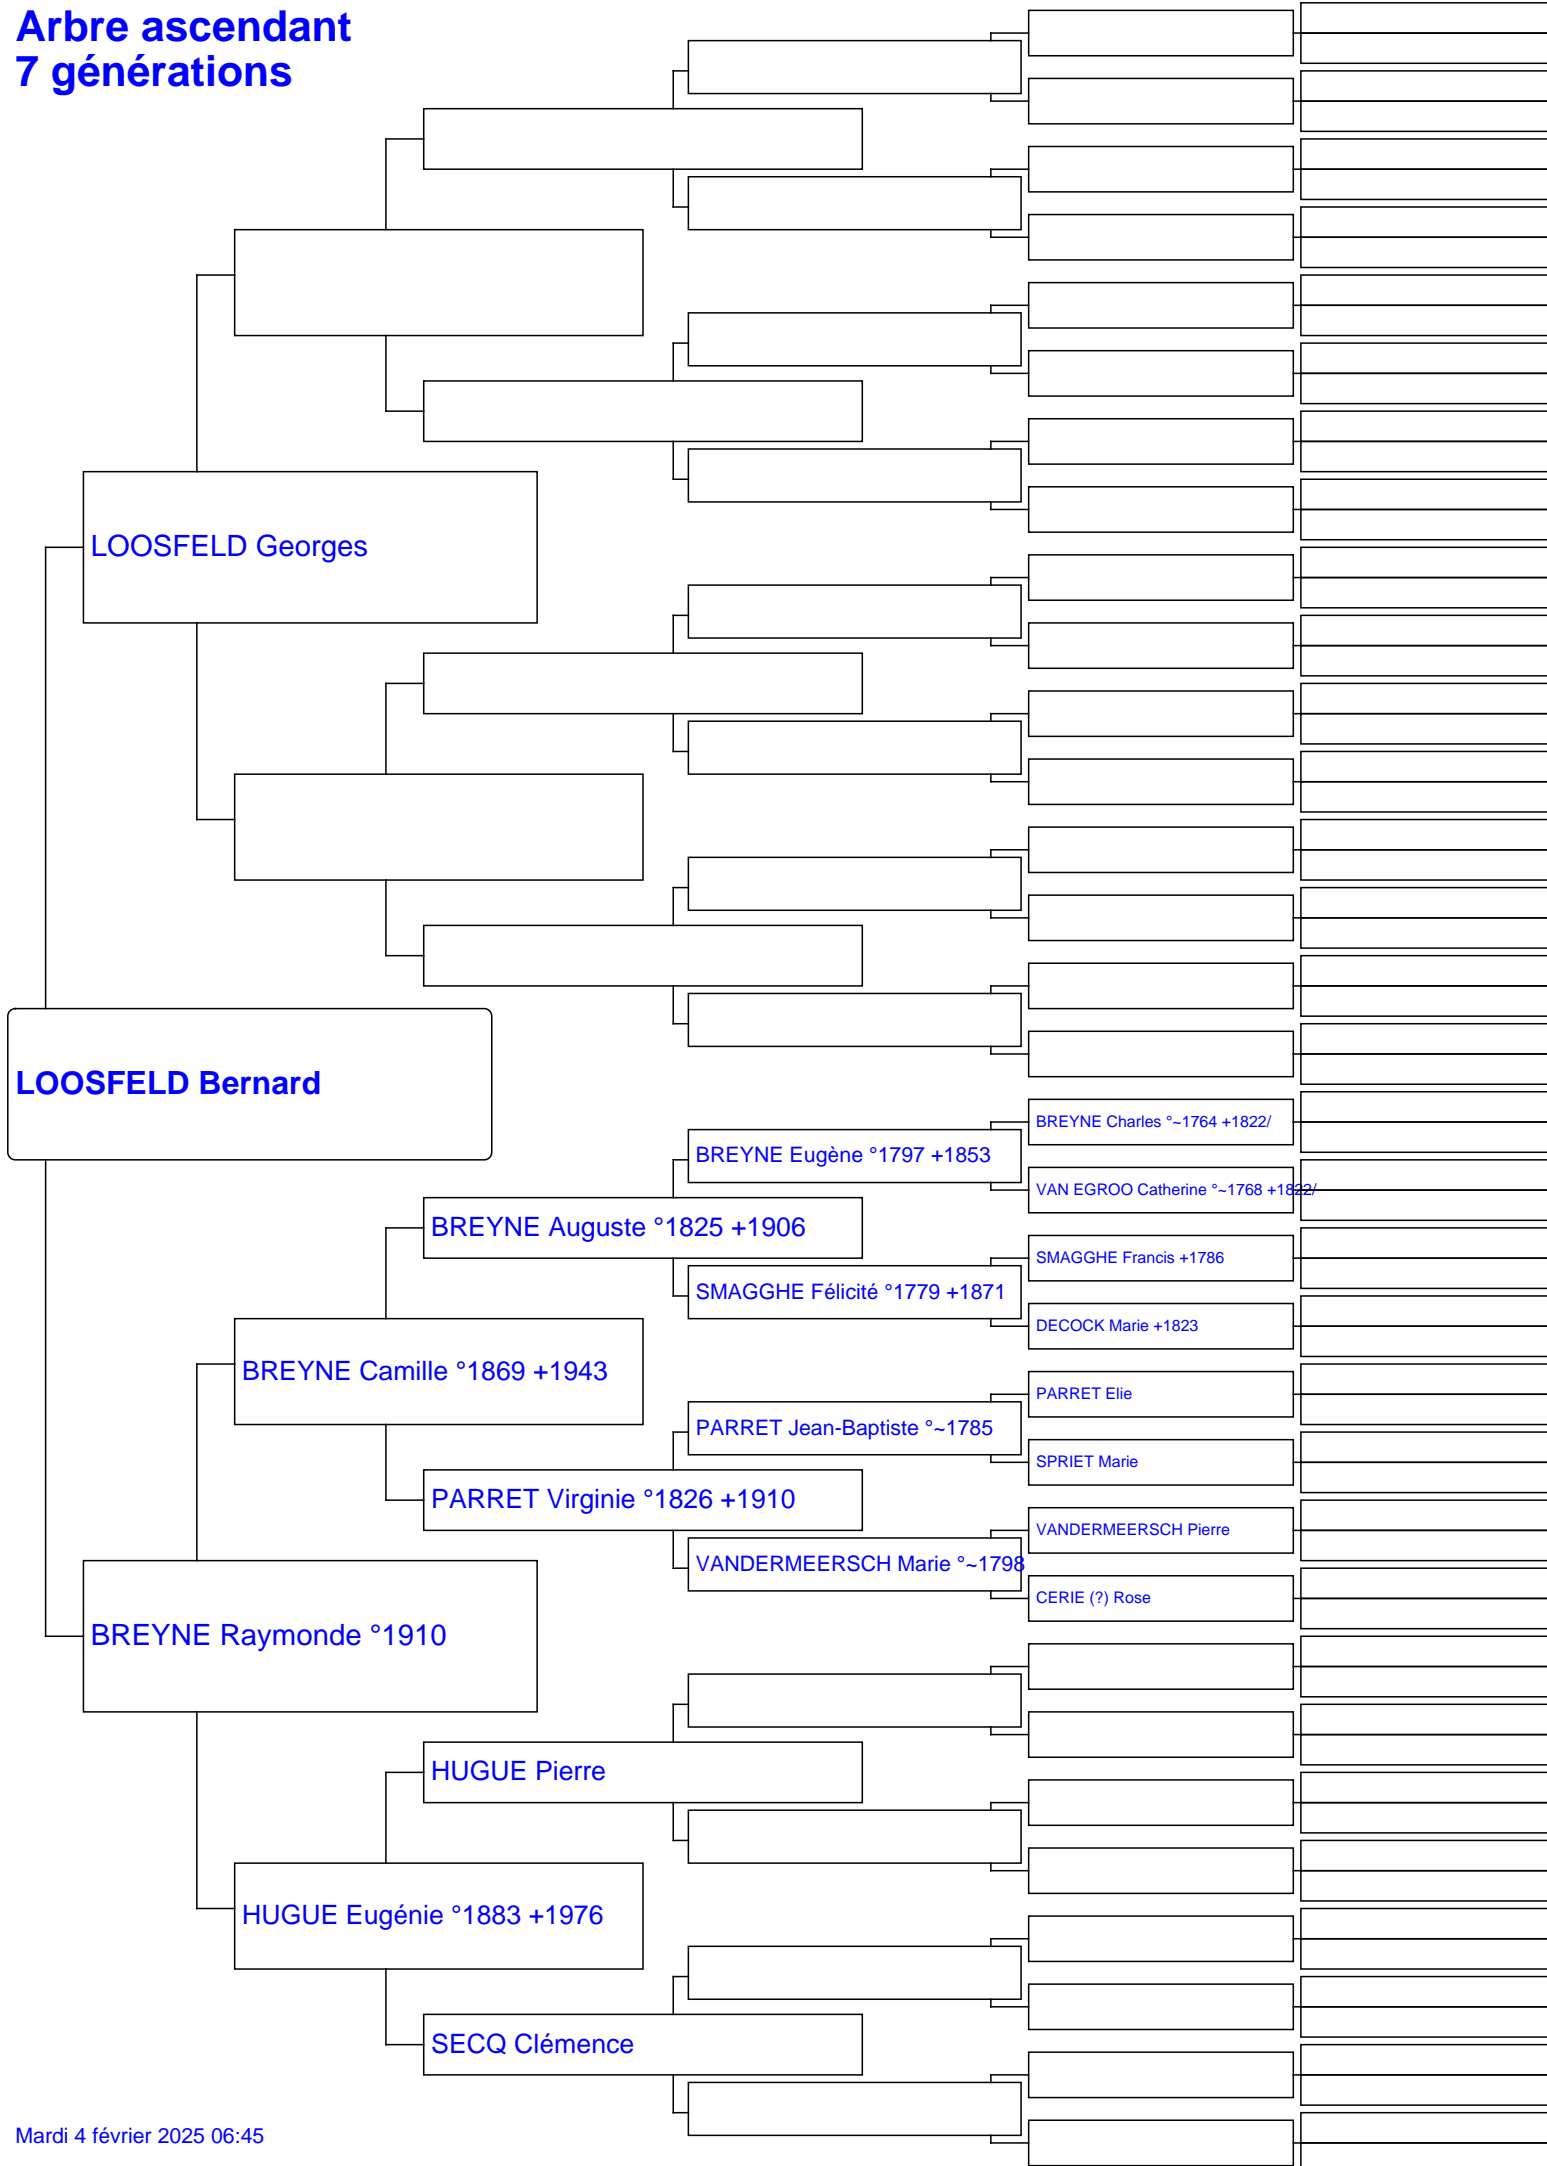 Arbre ascendant
7 générations
LOOSFELD Georges
LOOSFELD Bernard
BREYNE Charles °~1764 +1822/
BREYNE Eugène °1797 +1853
VAN EGROO Catherine °~1768 +1822/
BREYNE Auguste °1825 +1906
SMAGGHE Francis +1786
SMAGGHE Félicité °1779 +1871
DECOCK Marie +1823
BREYNE Camille °1869 +1943
PARRET Elie
PARRET Jean-Baptiste °~1785
SPRIET Marie
PARRET Virginie °1826 +1910
VANDERMEERSCH Pierre
VANDERMEERSCH Marie °~1798
CERIE (?) Rose
BREYNE Raymonde °1910
HUGUE Pierre
HUGUE Eugénie °1883 +1976
SECQ Clémence
Mardi 4 février 2025 06:45